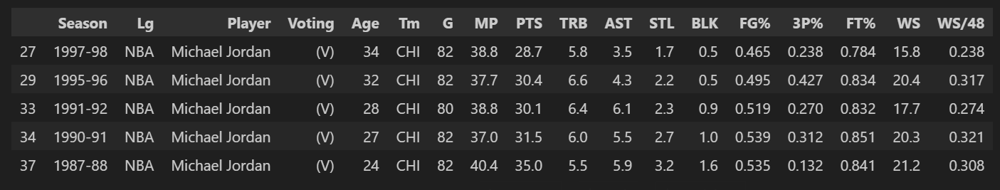 Season Lg Player Voting Age Tm G MP PTS TRB AST STL BLK FG% 3P% FT% WS WS/48
27 1997-98 NBA Michael Jordan (V) 34 CHI 82 38.8 28.7 5.8 3.5 1.7 0.5 0.465 0.238 0.784 15.8 0.238
29 1995-96 NBA Michael Jordan (V) 32 CHI 82 37.7 30.4 6.6 4.3 2.2 0.5 0.495 0.427 0.834 20.4 0.317
33 1991-92 NBA Michael Jordan (V) 28 CHI 80 38.8 30.1 6.4 6.1 2.3 0.9 0.519 0.270 0.832 17.7 0.274
34 1990-91 NBA Michael Jordan (V) 27 CHI 82 37.0 31.5 6.0 5.5 2.7 1.0 0.539 0.312 0.851 20.3 0.321
37 1987-88 NBA Michael Jordan (V) 24 CHI 82 40.4 35.0 5.5 5.9 3.2 1.6 0.535 0.132 0.841 21.2 0.308